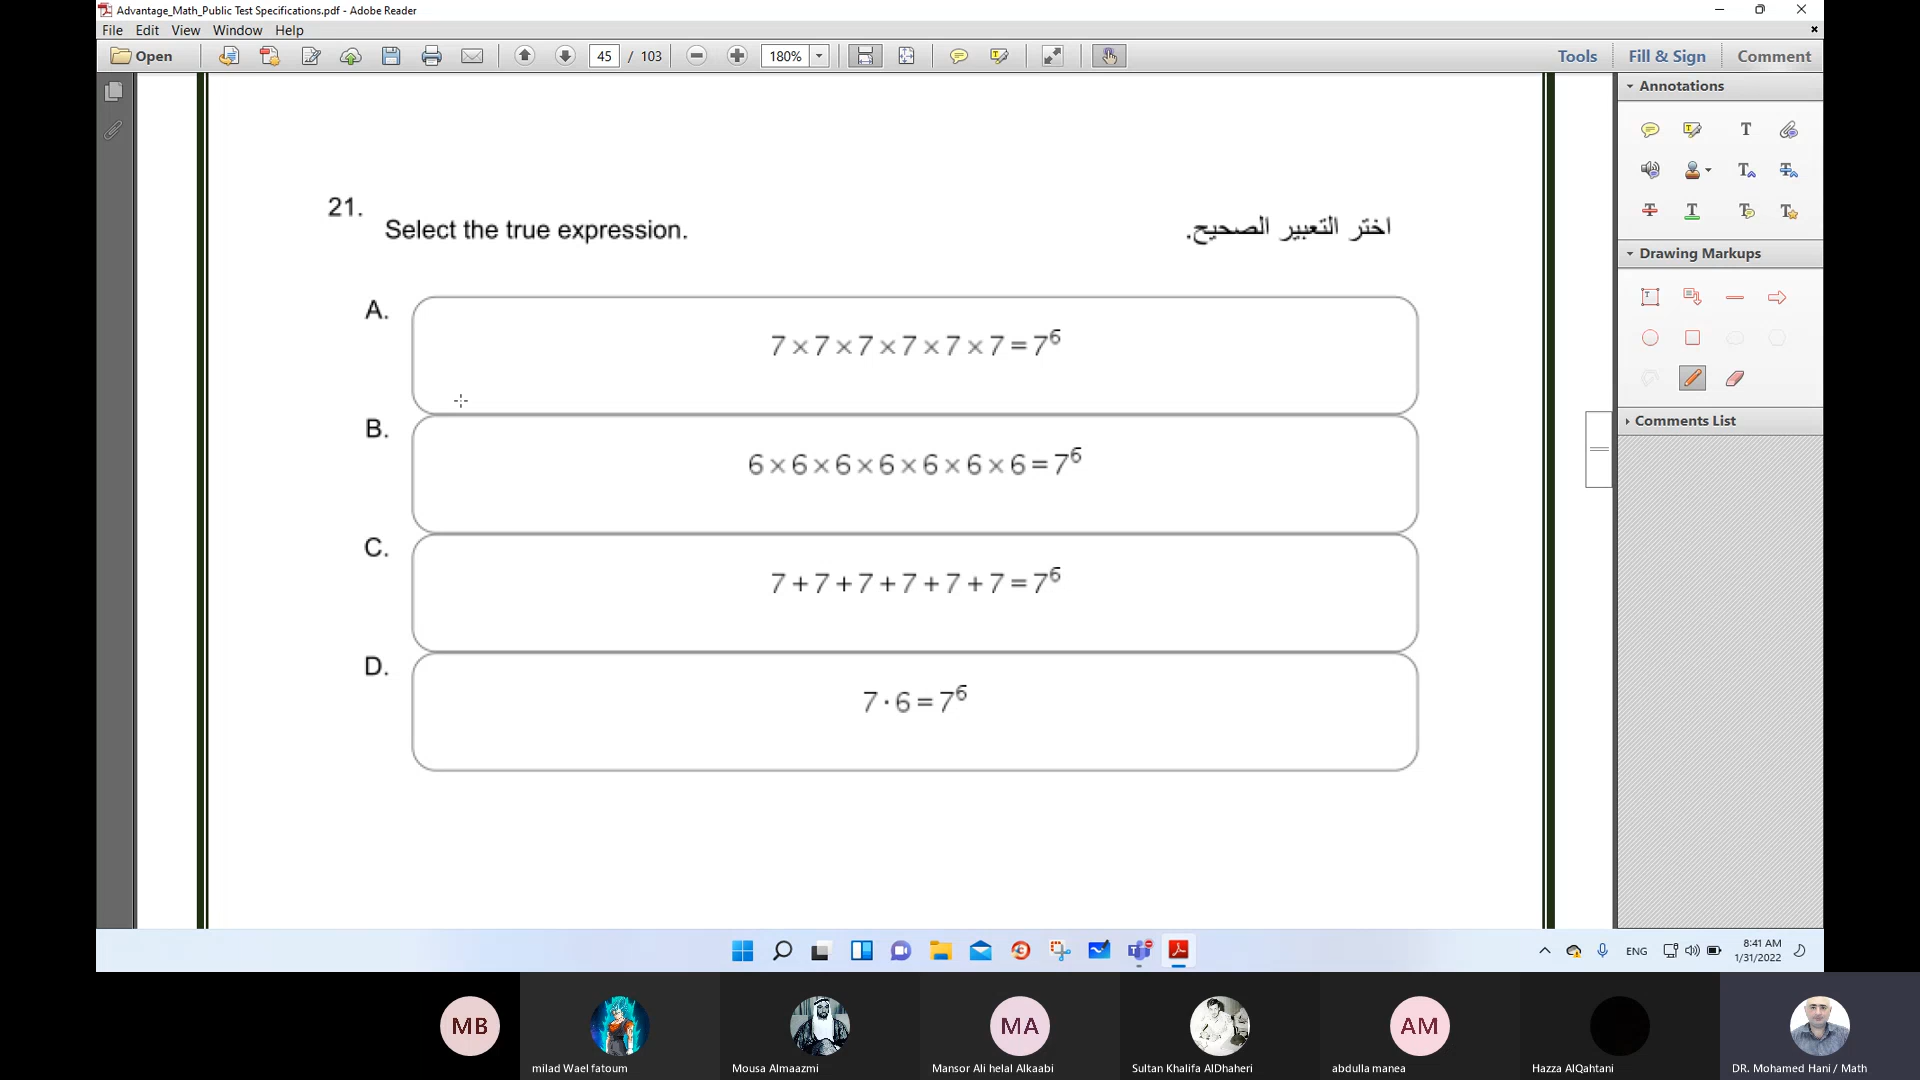 Advantage_Math_Public Test Specifications.pdf - Adobe Reader
File Edit View Window Help
Open 45 / 103 180% Tools Fill & Sign Comment
Annotations
Drawing Markups
Comments List
21.
Select the true expression.
اختر التعبير الصحيح.
A. 7 × 7 × 7 × 7 × 7 × 7 = 7⁶
B. 6 × 6 × 6 × 6 × 6 × 6 × 6 = 7⁶
C. 7 + 7 + 7 + 7 + 7 + 7 = 7⁶
D. 7 · 6 = 7⁶
ENG
8:41 AM
1/31/2022
MB
MA
AM
milad Wael fatoum
Mousa Almaazmi
Mansor Ali helal Alkaabi
Sultan Khalifa AlDhaheri
abdulla manea
Hazza AlQahtani
DR. Mohamed Hani / Math